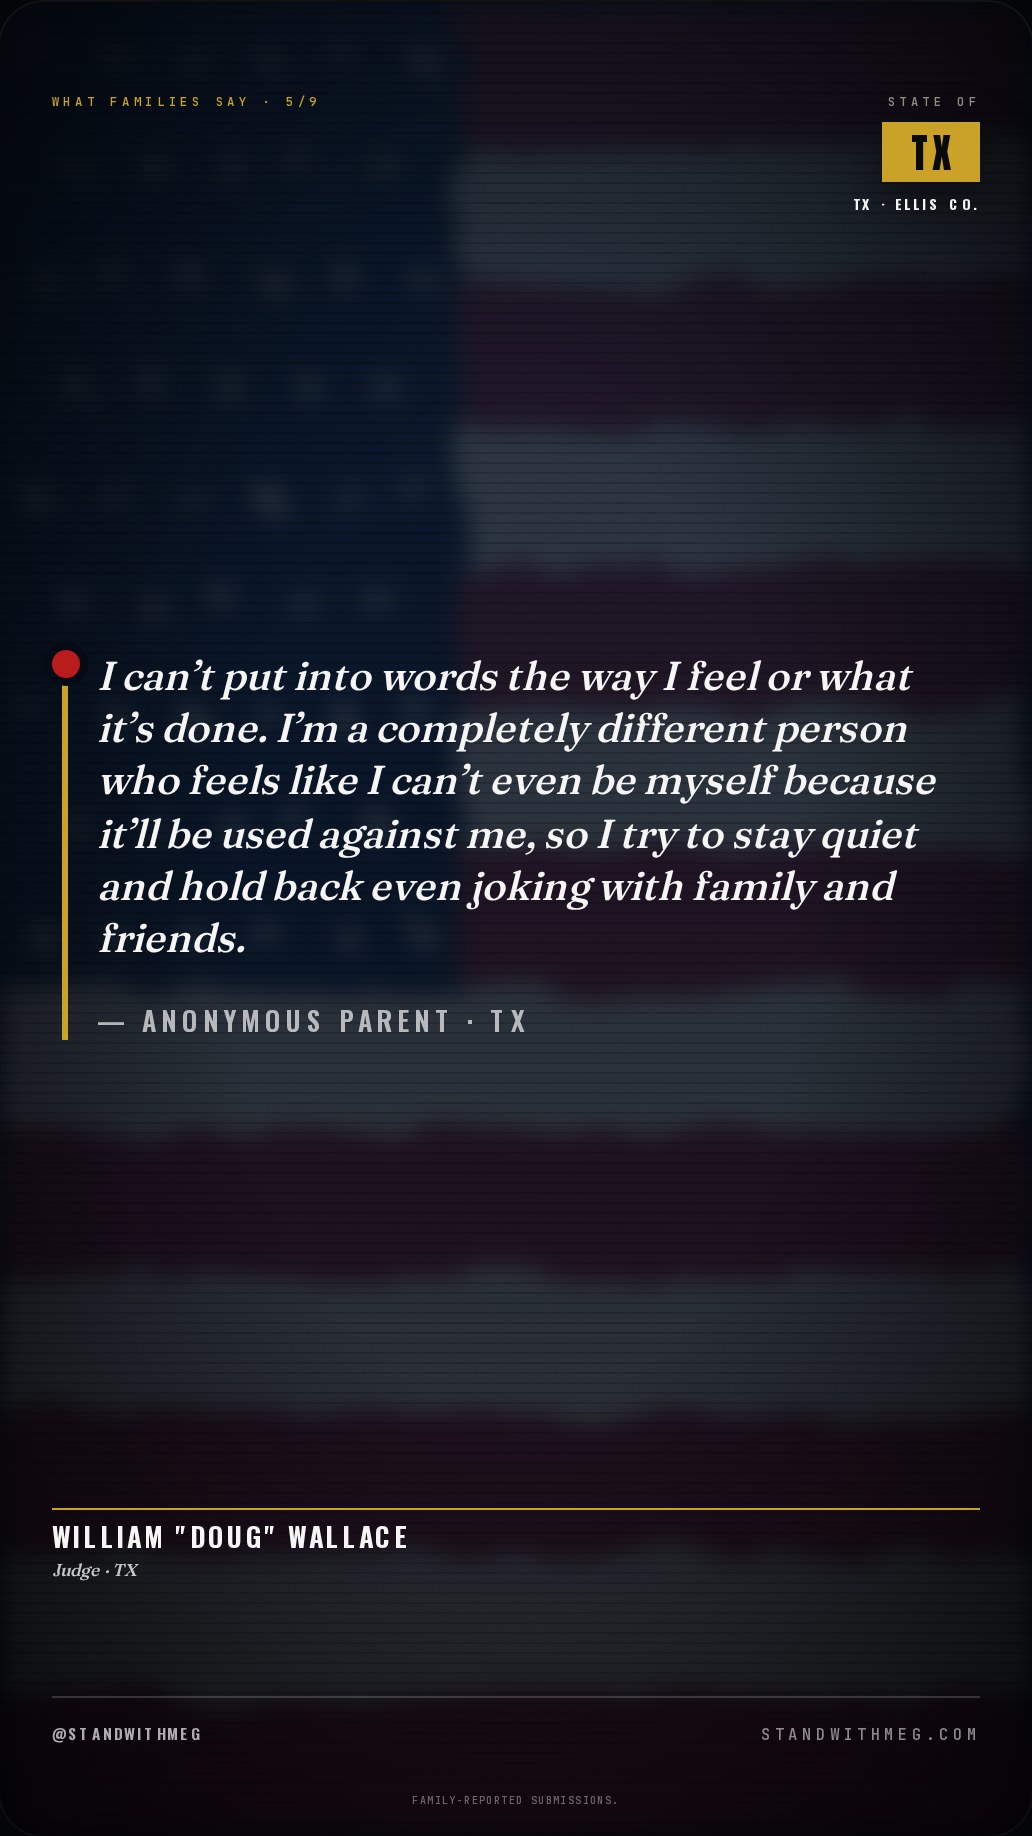 WHAT FAMILIES SAY · 5/9
STATE OF
TX
TX · ELLIS CO.
I can’t put into words the way I feel or what
it’s done. I’m a completely different person
who feels like I can’t even be myself because
it’ll be used against me, so I try to stay quiet
and hold back even joking with family and
friends.
— ANONYMOUS PARENT · TX
WILLIAM "DOUG" WALLACE
Judge · TX
@STANDWITHMEG
STANDWITHMEG.COM
FAMILY-REPORTED SUBMISSIONS.